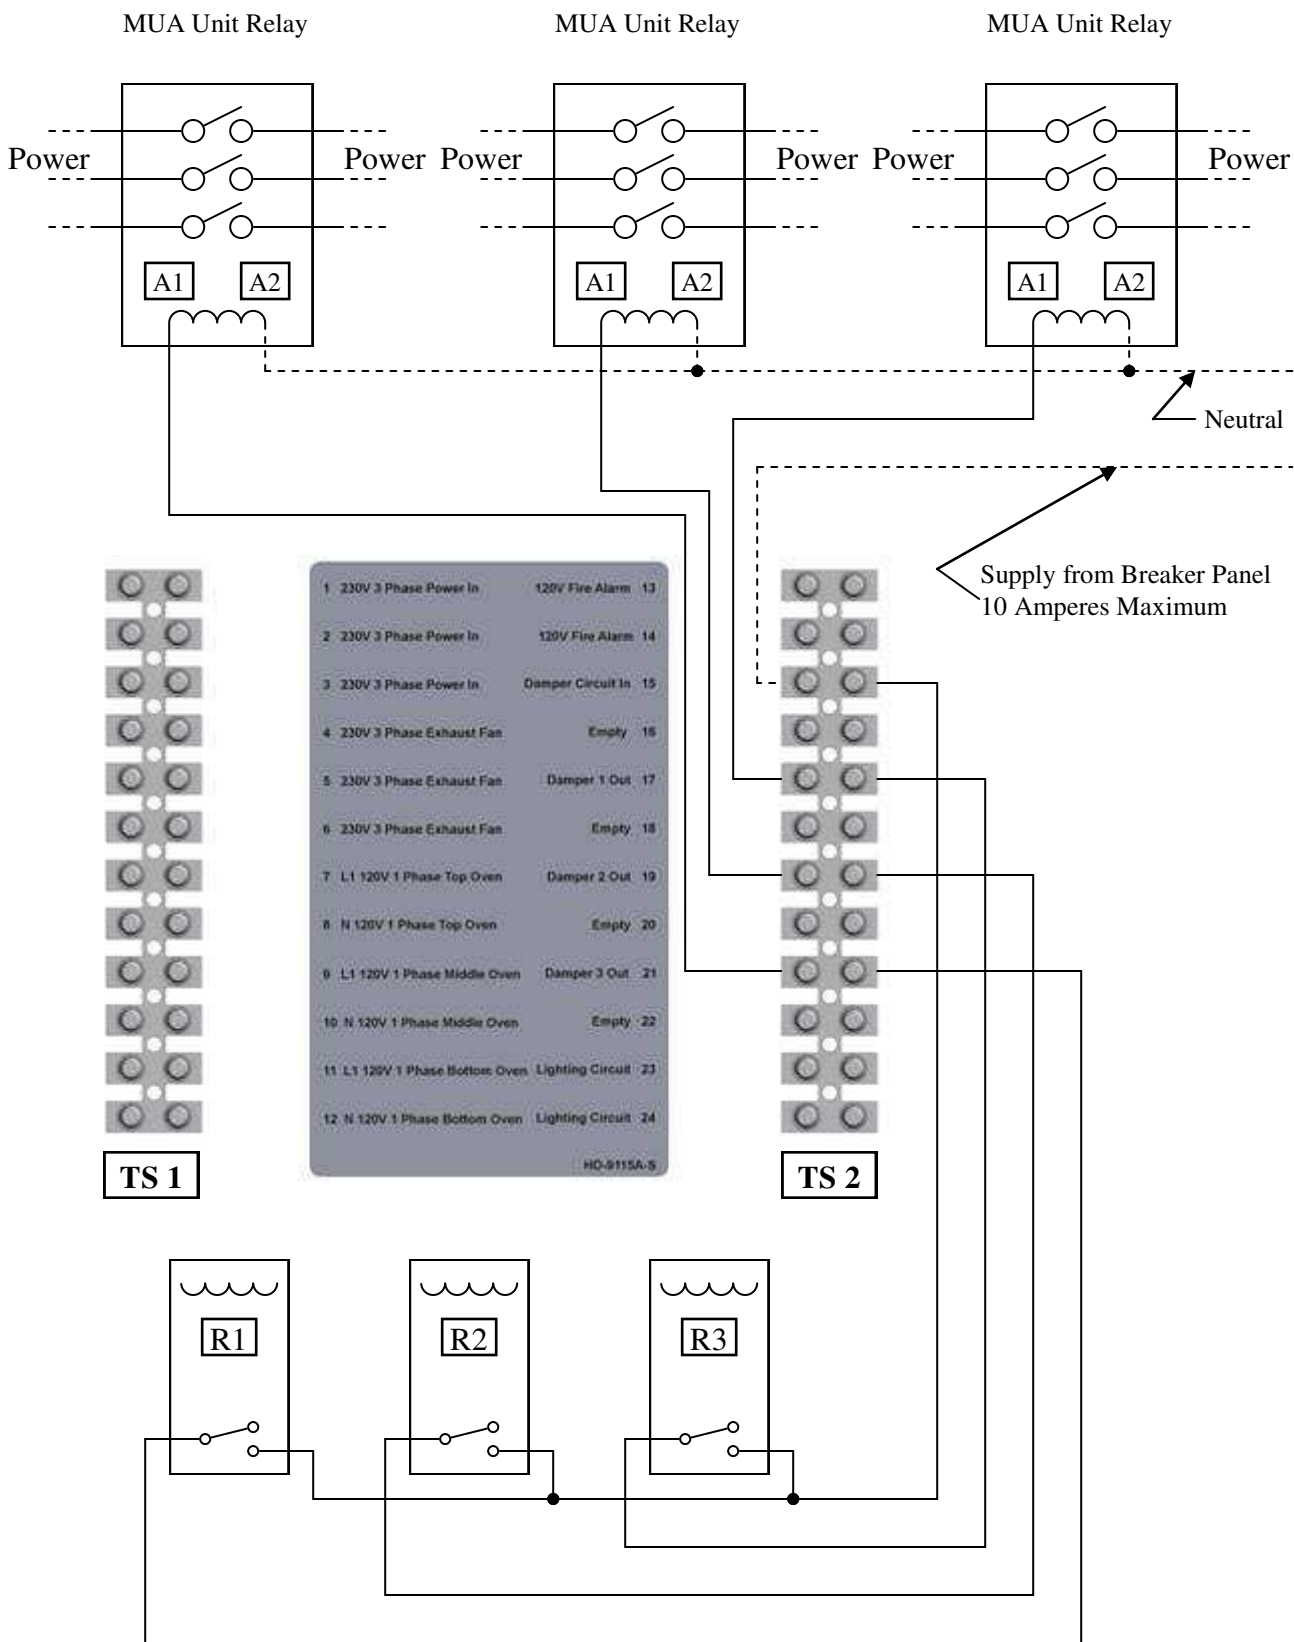 MUA Unit Relay MUA Unit Relay MUA Unit Relay
Power Power Power Power Power Power
A1 A2 A1 A2 A1 A2
Neutral
Supply from Breaker Panel
10 Amperes Maximum
1 230V 3 Phase Power In 120V Fire Alarm 13
2 230V 3 Phase Power In 120V Fire Alarm 14
3 230V 3 Phase Power In Damper Circuit In 15
4 230V 3 Phase Exhaust Fan Empty 16
5 230V 3 Phase Exhaust Fan Damper 1 Out 17
6 230V 3 Phase Exhaust Fan Empty 18
7 L1 120V 1 Phase Top Oven Damper 2 Out 19
8 N 120V 1 Phase Top Oven Empty 20
9 L1 120V 1 Phase Middle Oven Damper 3 Out 21
10 N 120V 1 Phase Middle Oven Empty 22
11 L1 120V 1 Phase Bottom Oven Lighting Circuit 23
12 N 120V 1 Phase Bottom Oven Lighting Circuit 24
HD-9115A-S
TS 1 TS 2
R1 R2 R3